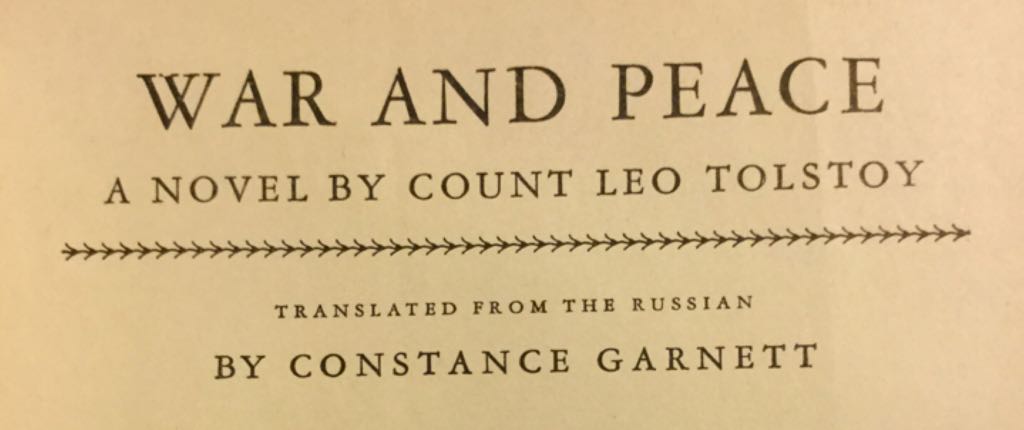 WAR AND PEACE
A NOVEL BY COUNT LEO TOLSTOY
TRANSLATED FROM THE RUSSIAN
BY CONSTANCE GARNETT